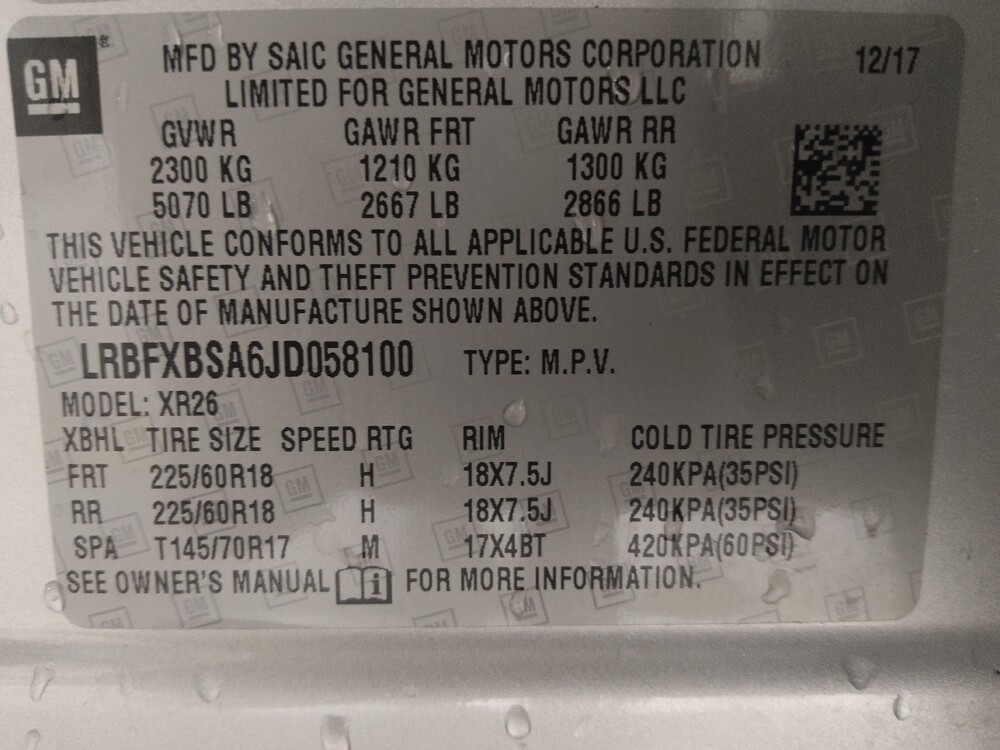 GM
MFD BY SAIC GENERAL MOTORS CORPORATION 12/17
LIMITED FOR GENERAL MOTORS LLC
GVWR GAWR FRT GAWR RR
2300 KG 1210 KG 1300 KG
5070 LB 2667 LB 2866 LB
THIS VEHICLE CONFORMS TO ALL APPLICABLE U.S. FEDERAL MOTOR
VEHICLE SAFETY AND THEFT PREVENTION STANDARDS IN EFFECT ON
THE DATE OF MANUFACTURE SHOWN ABOVE.
LRBFXBSA6JD058100 TYPE: M.P.V.
MODEL: XR26
XBHL TIRE SIZE SPEED RTG RIM COLD TIRE PRESSURE
FRT 225/60R18 H 18X7.5J 240KPA(35PSI)
RR 225/60R18 H 18X7.5J 240KPA(35PSI)
SPA T145/70R17 M 17X4BT 420KPA(60PSI)
SEE OWNER'S MANUAL i FOR MORE INFORMATION.